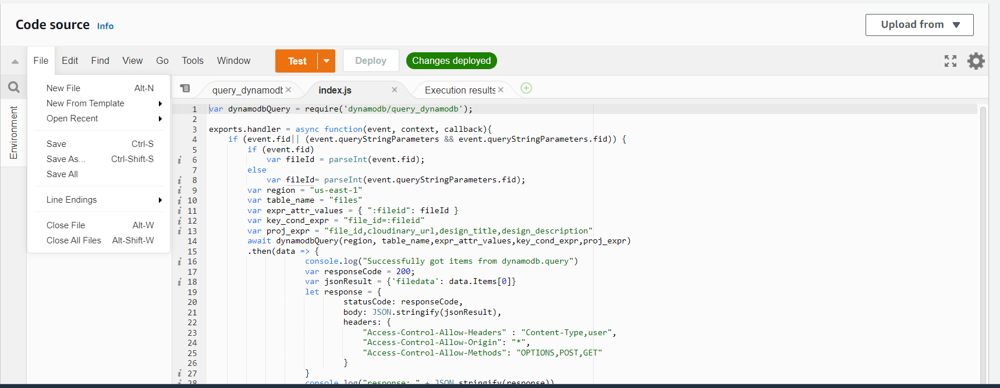 Code source Info
Upload from
File Edit Find View Go Tools Window Test Deploy Changes deployed
New File Alt-N
New From Template
Open Recent
Save Ctrl-S
Save As... Ctrl-Shift-S
Save All
Line Endings
Close File Alt-W
Close All Files Alt-Shift-W
Environment
query_dynamodb index.js Execution results
1 var dynamodbQuery = require('dynamodb/query_dynamodb');
2
3 exports.handler = async function(event, context, callback){
4 if (event.fid|| (event.queryStringParameters && event.queryStringParameters.fid)) {
5 if (event.fid)
i 6 var fileId = parseInt(event.fid);
7 else
i 8 var fileId= parseInt(event.queryStringParameters.fid);
i 9 var region = "us-east-1"
i 10 var table_name = "files"
i 11 var expr_attr_values = { ":fileid": fileId }
i 12 var key_cond_expr = "file_id=:fileid"
i 13 var proj_expr = "file_id,cloudinary_url,design_title,design_description"
14 await dynamodbQuery(region, table_name,expr_attr_values,key_cond_expr,proj_expr)
15 .then(data => {
i 16 console.log("Successfully got items from dynamodb.query")
17 var responseCode = 200;
i 18 var jsonResult = {'filedata': data.Items[0]}
19 let response = {
20 statusCode: responseCode,
21 body: JSON.stringify(jsonResult),
22 headers: {
23 "Access-Control-Allow-Headers" : "Content-Type,user",
24 "Access-Control-Allow-Origin": "*",
25 "Access-Control-Allow-Methods": "OPTIONS,POST,GET"
26 }
i 27 }
i 28 console.log("response: " + JSON.stringify(response))